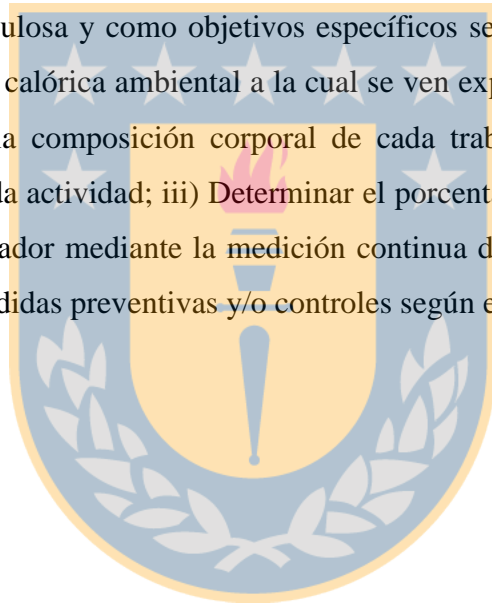 ulosa y como objetivos específicos se
calórica ambiental a la cual se ven exp
la composición corporal de cada trab
da actividad; iii) Determinar el porcent
ador mediante la medición continua d
didas preventivas y/o controles según e